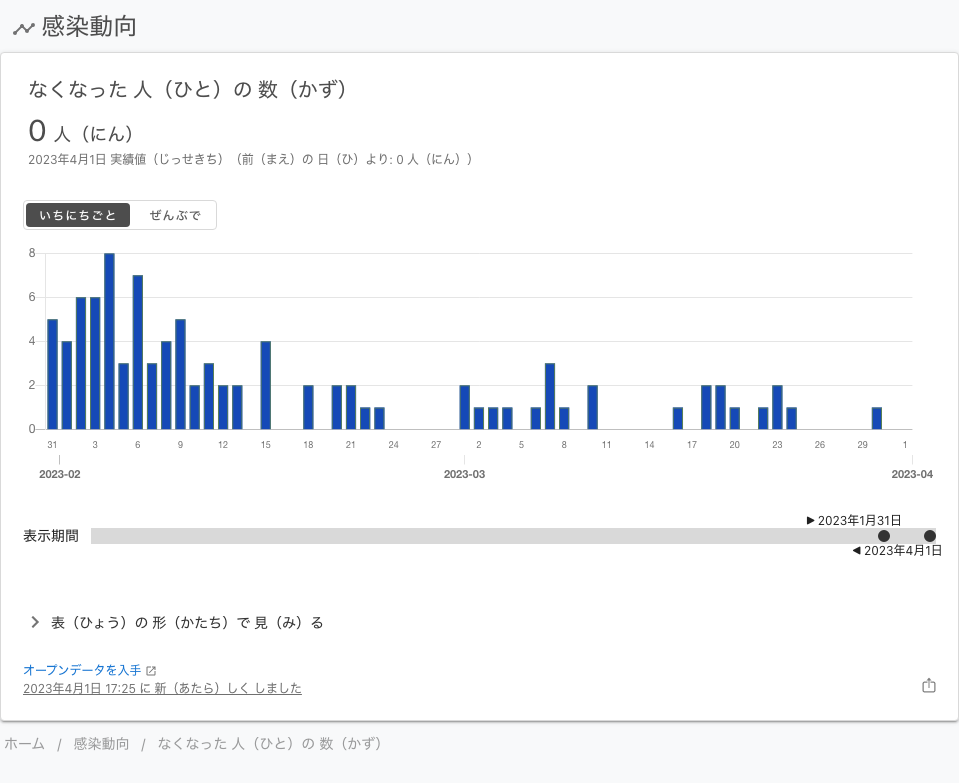 感染動向
なくなった 人（ひと）の 数（かず）
0 人（にん）
2023年4月1日 実績値（じっせきち）（前（まえ）の 日（ひ）より: 0 人（にん））
いちにちごと ぜんぶで
8
6
4
2
0
31 3 6 9 12 15 18 21 24 27 2 5 8 11 14 17 20 23 26 29 1
2023-02 2023-03 2023-04
▶ 2023年1月31日
表示期間
◀ 2023年4月1日
表（ひょう）の 形（かたち）で 見（み）る
オープンデータを入手
2023年4月1日 17:25 に 新（あたら）しく しました
ホーム / 感染動向 / なくなった 人（ひと）の 数（かず）